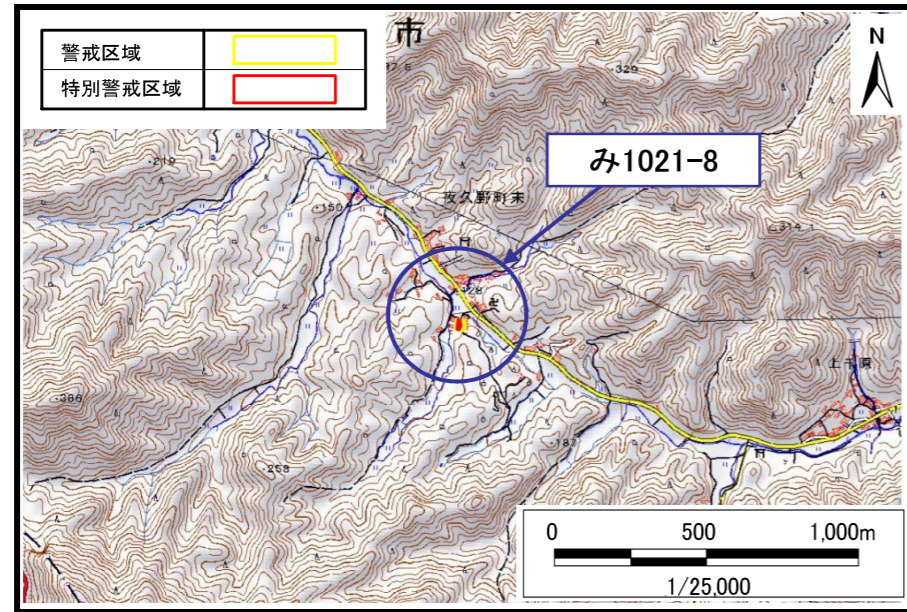 警戒区域
特別警戒区域
市
N
329
み1021-8
219
夜久野町末
150
314.1
上千原
386
187
258
0 500 1,000m
1/25,000